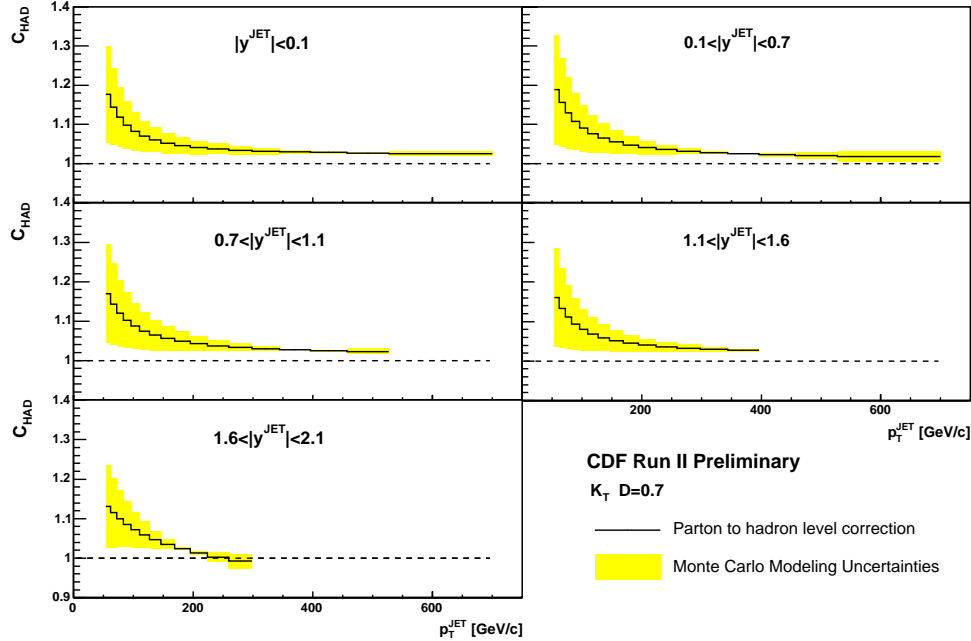 C_HAD
1.4
1.3
1.2
1.1
1
|y^JET|<0.1
0.1<|y^JET|<0.7
C_HAD
1.4
1.3
1.2
1.1
1
0.7<|y^JET|<1.1
1.1<|y^JET|<1.6
200 400 600
p_T^JET [GeV/c]
C_HAD
1.4
1.3
1.2
1.1
1
0.9
1.6<|y^JET|<2.1
0 200 400 600
p_T^JET [GeV/c]
CDF Run II Preliminary
K_T D=0.7
Parton to hadron level correction
Monte Carlo Modeling Uncertainties